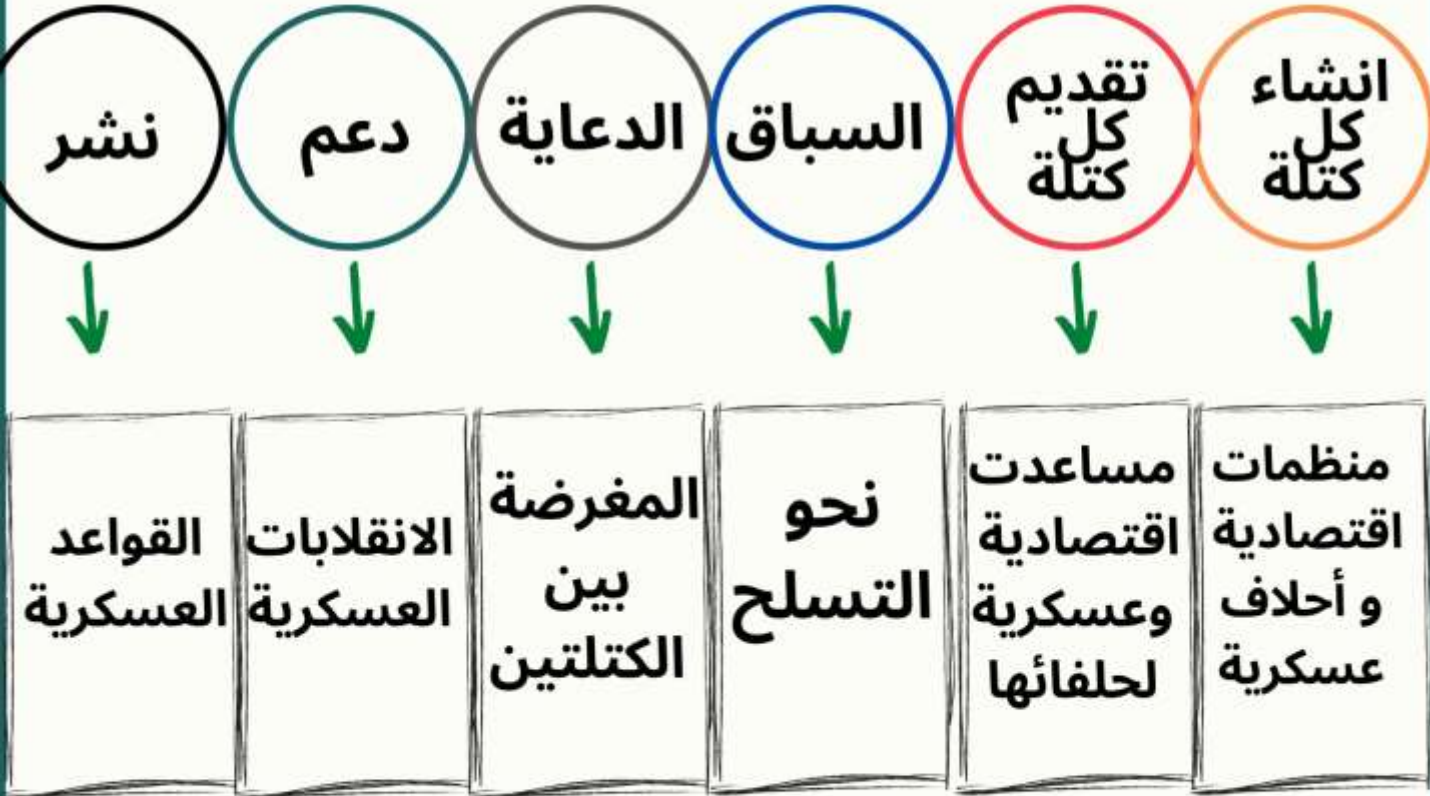 انشاء
كل
كتلة
منظمات
اقتصادية
و أحلاف
عسكرية
تقديم
كل
كتلة
مساعدت
اقتصادية
وعسكرية
لحلفائها
السباق
نحو
التسلح
الدعاية
المغرضة
بين
الكتلتين
دعم
الانقلابات
العسكرية
نشر
القواعد
العسكرية